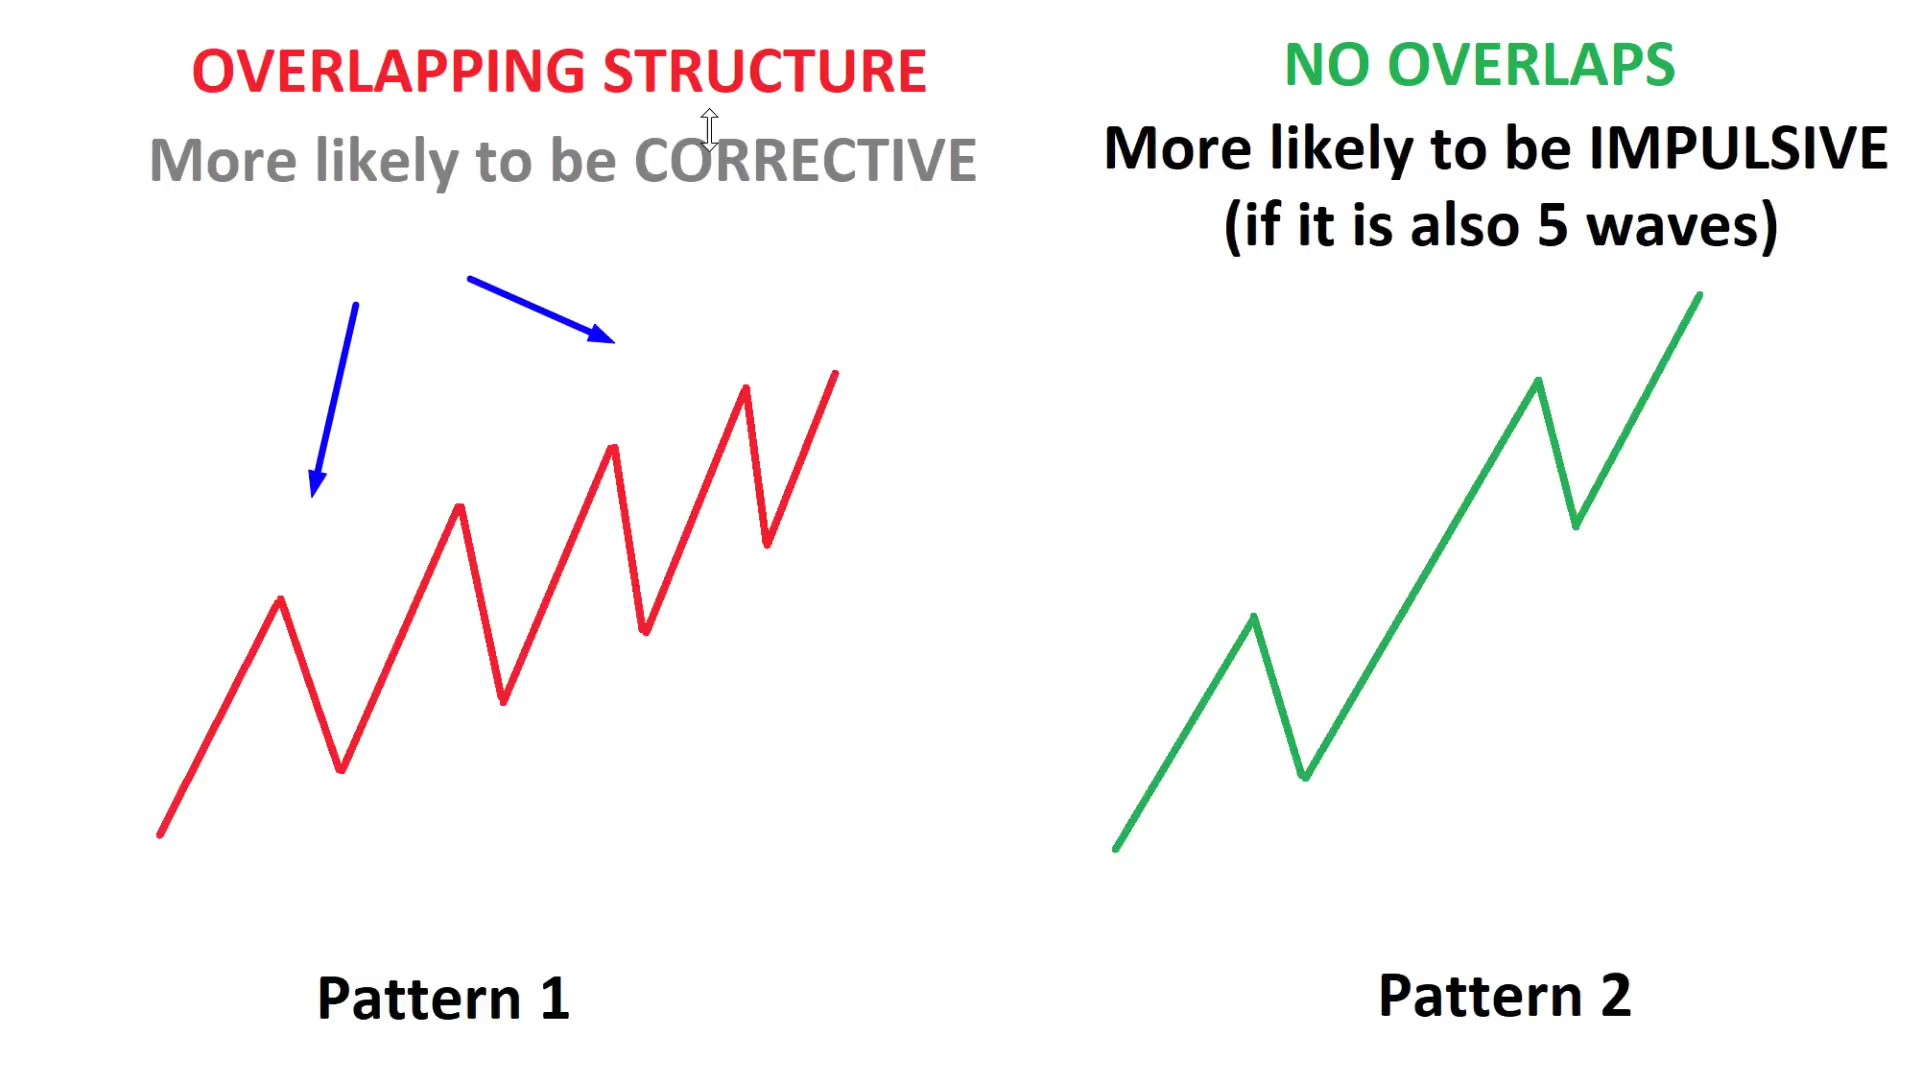 OVERLAPPING STRUCTURE
More likely to be CORRECTIVE
NO OVERLAPS
More likely to be IMPULSIVE
(if it is also 5 waves)
Pattern 1
Pattern 2